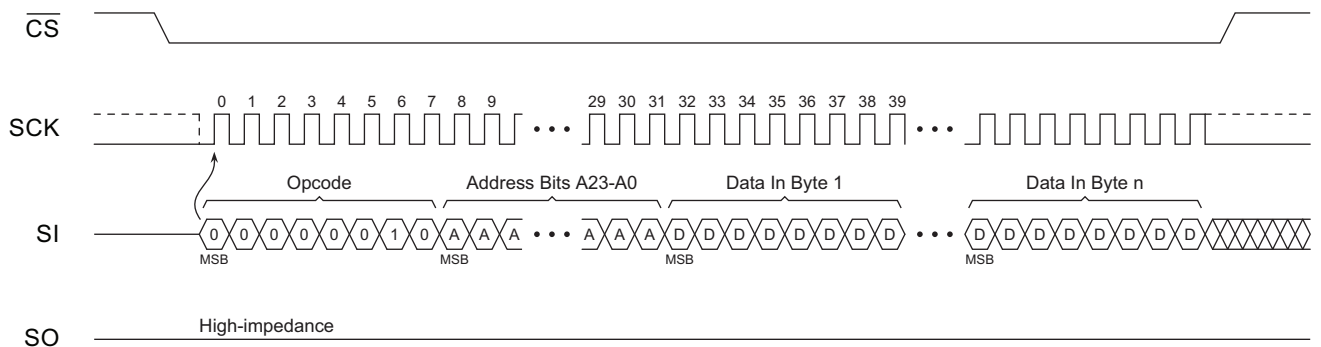 CS
SCK 0 1 2 3 4 5 6 7 8 9 29 30 31 32 33 34 35 36 37 38 39
Opcode Address Bits A23-A0 Data In Byte 1 Data In Byte n
SI 0 0 0 0 0 0 1 0 A A A • • • A A A D D D D D D D D • • • D D D D D D D D
MSB MSB MSB MSB
High-impedance
SO